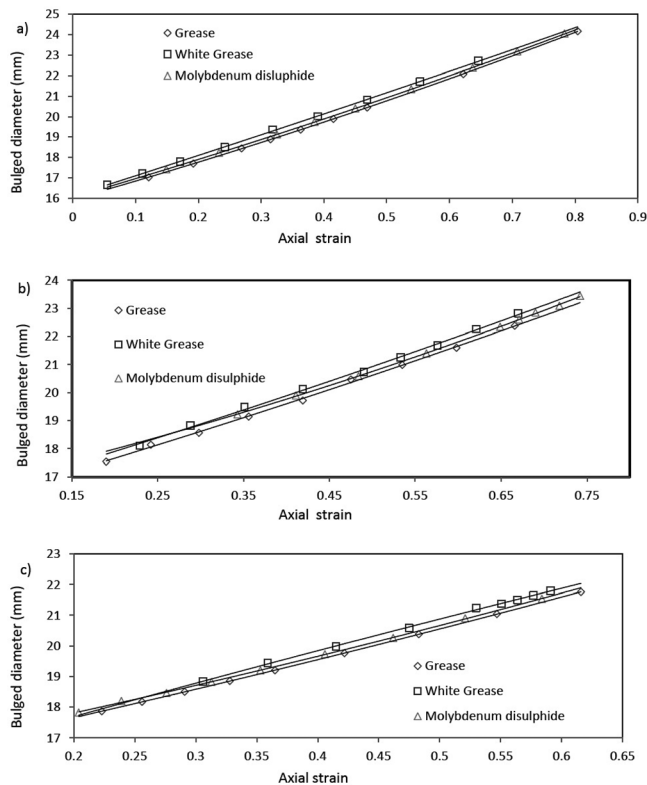 a)
25
24
23
22
21
20
19
18
17
16
Bulged diameter (mm)
Grease
White Grease
Molybdenum disluphide
0 0.1 0.2 0.3 0.4 0.5 0.6 0.7 0.8 0.9
Axial strain
b)
24
23
22
21
20
19
18
17
Bulged diameter (mm)
Grease
White Grease
Molybdenum disulphide
0.15 0.25 0.35 0.45 0.55 0.65 0.75
Axial strain
c)
23
22
21
20
19
18
17
Bulged diameter (mm)
Grease
White Grease
Molybdenum disulphide
0.2 0.25 0.3 0.35 0.4 0.45 0.5 0.55 0.6 0.65
Axial strain